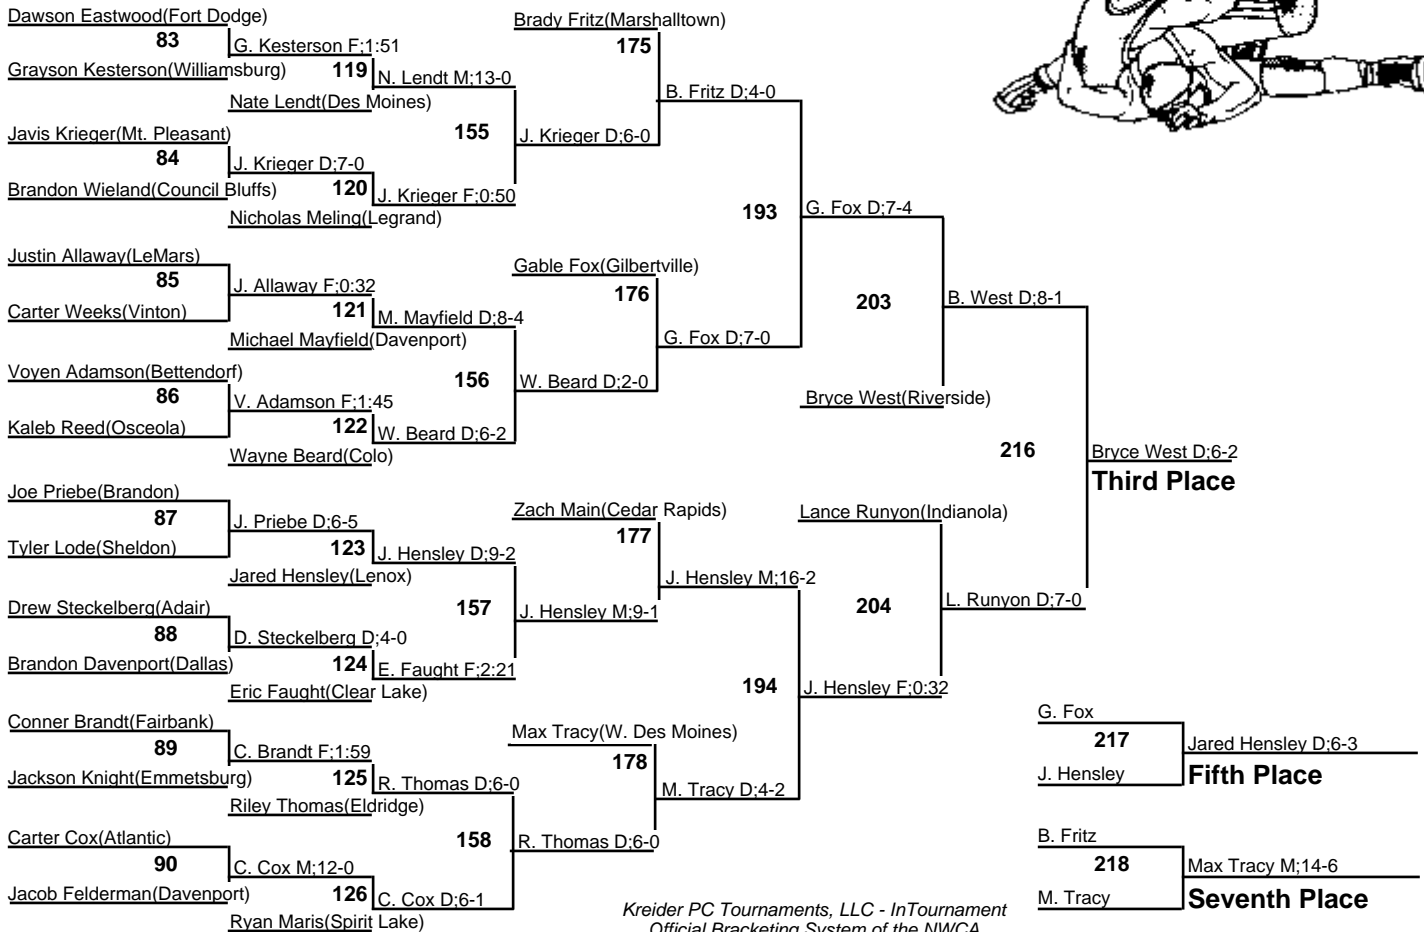 Dawson Eastwood(Fort Dodge)
83
G. Kesterson F;1:51
Grayson Kesterson(Williamsburg)
119
N. Lendt M;13-0
Nate Lendt(Des Moines)
155
Javis Krieger(Mt. Pleasant)
84
J. Krieger D;7-0
Brandon Wieland(Council Bluffs)
120
J. Krieger F;0:50
Nicholas Meling(Legrand)
Brady Fritz(Marshalltown)
175
B. Fritz D;4-0
J. Krieger D;6-0
193
G. Fox D;7-4
Justin Allaway(LeMars)
85
J. Allaway F;0:32
Carter Weeks(Vinton)
121
M. Mayfield D;8-4
Michael Mayfield(Davenport)
156
Voyen Adamson(Bettendorf)
86
V. Adamson F;1:45
Kaleb Reed(Osceola)
122
W. Beard D;6-2
Wayne Beard(Colo)
Gable Fox(Gilbertville)
176
G. Fox D;7-0
W. Beard D;2-0
203
B. West D;8-1
Bryce West(Riverside)
216
Bryce West D;6-2
Third Place
Joe Priebe(Brandon)
87
J. Priebe D;6-5
Tyler Lode(Sheldon)
123
J. Hensley D;9-2
Jared Hensley(Lenox)
157
Drew Steckelberg(Adair)
88
D. Steckelberg D;4-0
Brandon Davenport(Dallas)
124
E. Faught F;2:21
Eric Faught(Clear Lake)
Zach Main(Cedar Rapids)
177
J. Hensley M;16-2
J. Hensley M;9-1
Lance Runyon(Indianola)
204
L. Runyon D;7-0
194
J. Hensley F;0:32
Conner Brandt(Fairbank)
89
C. Brandt F;1:59
Jackson Knight(Emmetsburg)
125
R. Thomas D;6-0
Riley Thomas(Eldridge)
158
Carter Cox(Atlantic)
90
C. Cox M;12-0
Jacob Felderman(Davenport)
126
C. Cox D;6-1
Ryan Maris(Spirit Lake)
Max Tracy(W. Des Moines)
178
M. Tracy D;4-2
R. Thomas D;6-0
G. Fox
217
Jared Hensley D;6-3
J. Hensley
Fifth Place
B. Fritz
218
Max Tracy M;14-6
M. Tracy
Seventh Place
Kreider PC Tournaments, LLC - InTournament
Official Bracketing System of the NWCA